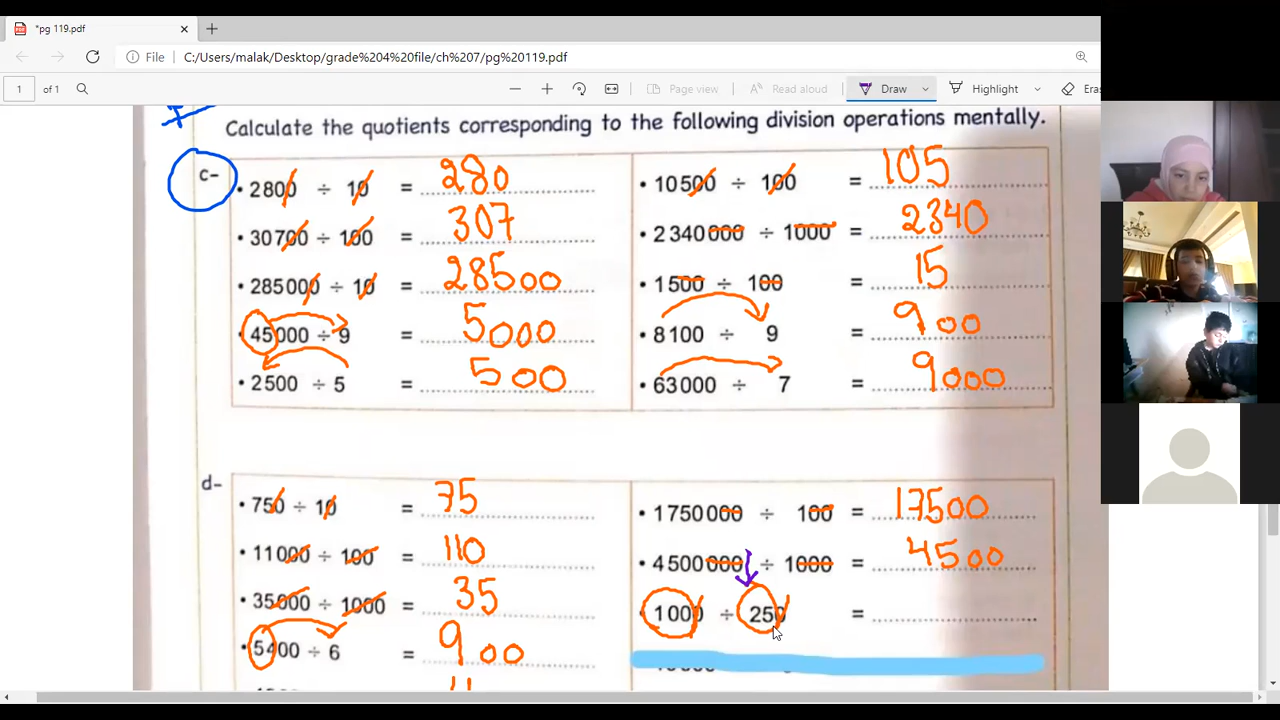 *pg 119.pdf
File C:/Users/malak/Desktop/grade%204%20file/ch%207/pg%20119.pdf
1 of 1 Page view Read aloud Draw Highlight Eras
Calculate the quotients corresponding to the following division operations mentally.
c-
• 2800 ÷ 10 = 280
• 30700 ÷ 100 = 307
• 285000 ÷ 10 = 28500
• 45000 ÷ 9 = 5000
• 2500 ÷ 5 = 500
• 10500 ÷ 100 = 105
• 2340000 ÷ 1000 = 2340
• 1500 ÷ 100 = 15
• 8100 ÷ 9 = 900
• 63000 ÷ 7 = 9000
d-
• 750 ÷ 10 = 75
• 11000 ÷ 100 = 110
• 35000 ÷ 1000 = 35
• 5400 ÷ 6 = 900
• 1750000 ÷ 100 = 17500
• 4500000 ÷ 1000 = 4500
• 1000 ÷ 250 =